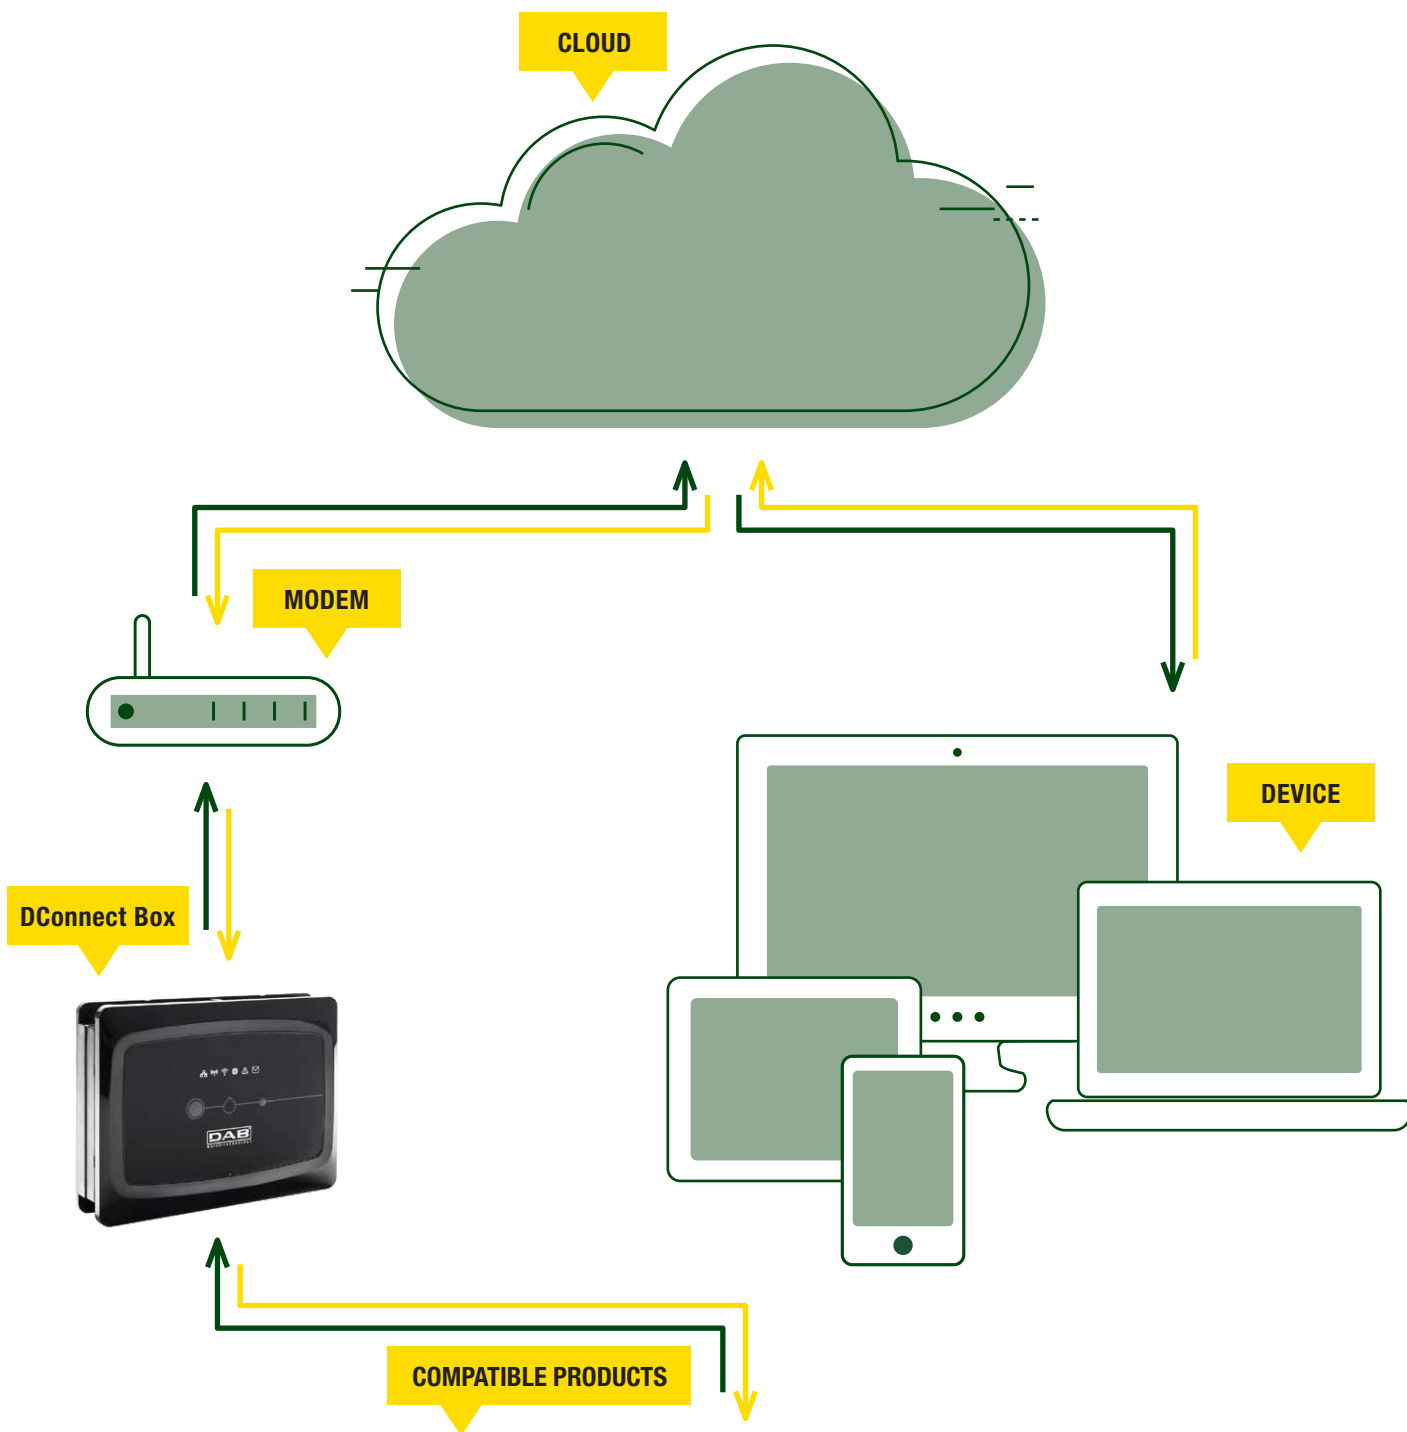 CLOUD
MODEM
DEVICE
DConnect Box
DAB
COMPATIBLE PRODUCTS